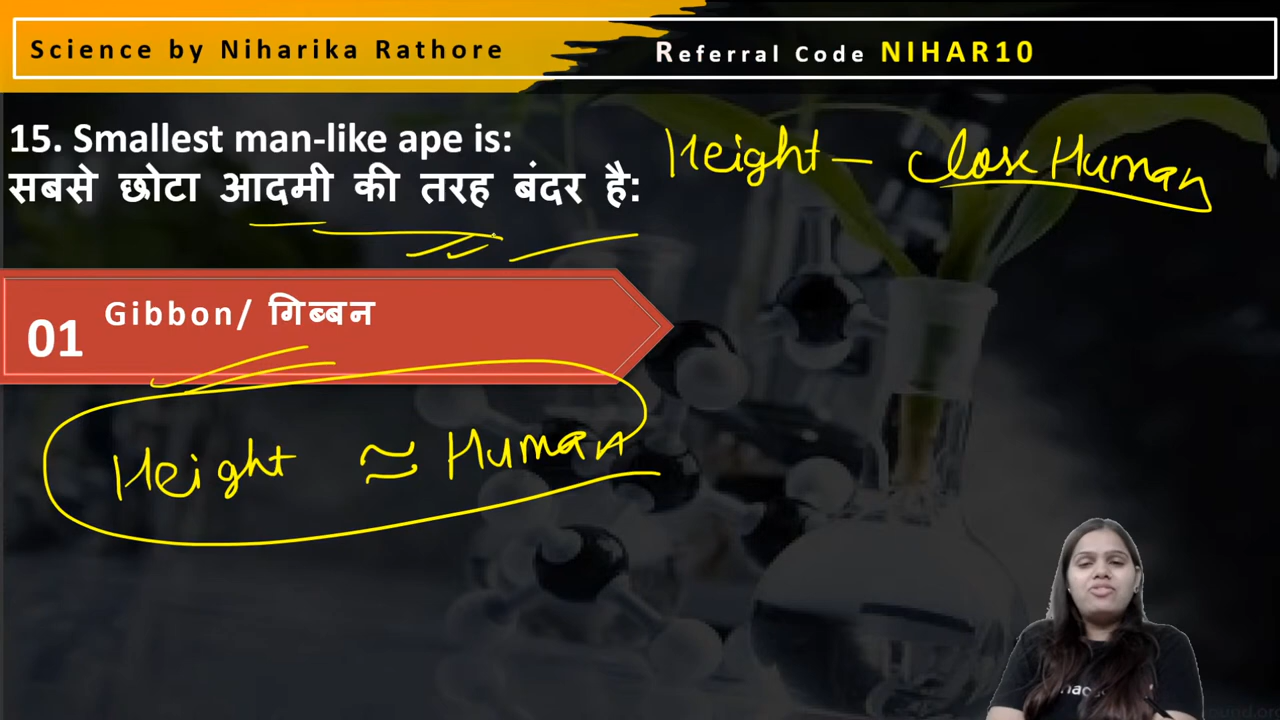 Science by Niharika Rathore
Referral Code NIHAR10
15. Smallest man-like ape is:
सबसे छोटा आदमी की तरह बंदर है:
Height – Close Human
01
Gibbon/ गिब्बन
Height ≈ Human